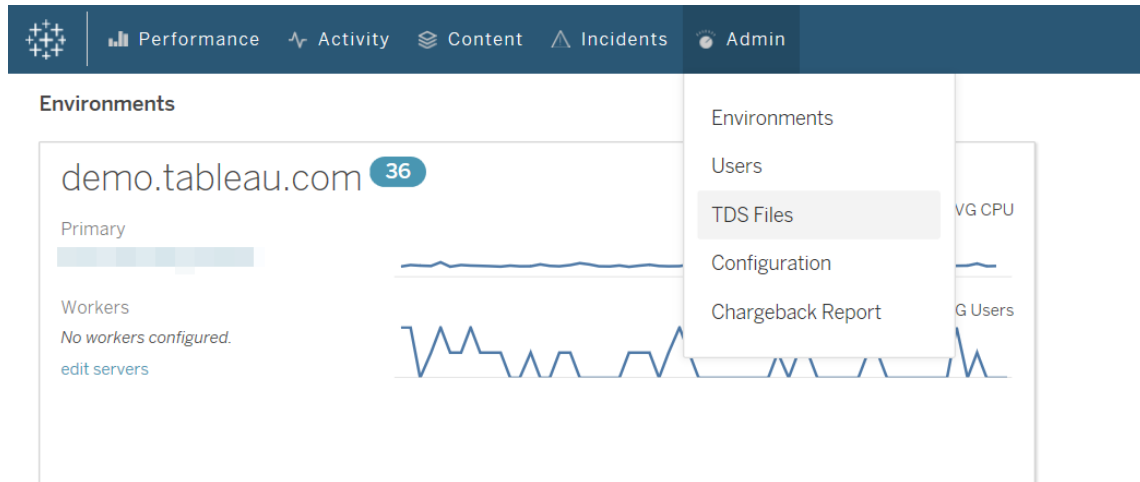 Performance Activity Content Incidents Admin
Environments
demo.tableau.com 36
Primary
Workers
No workers configured.
edit servers
Environments
Users
TDS Files
Configuration
Chargeback Report
VG CPU
G Users